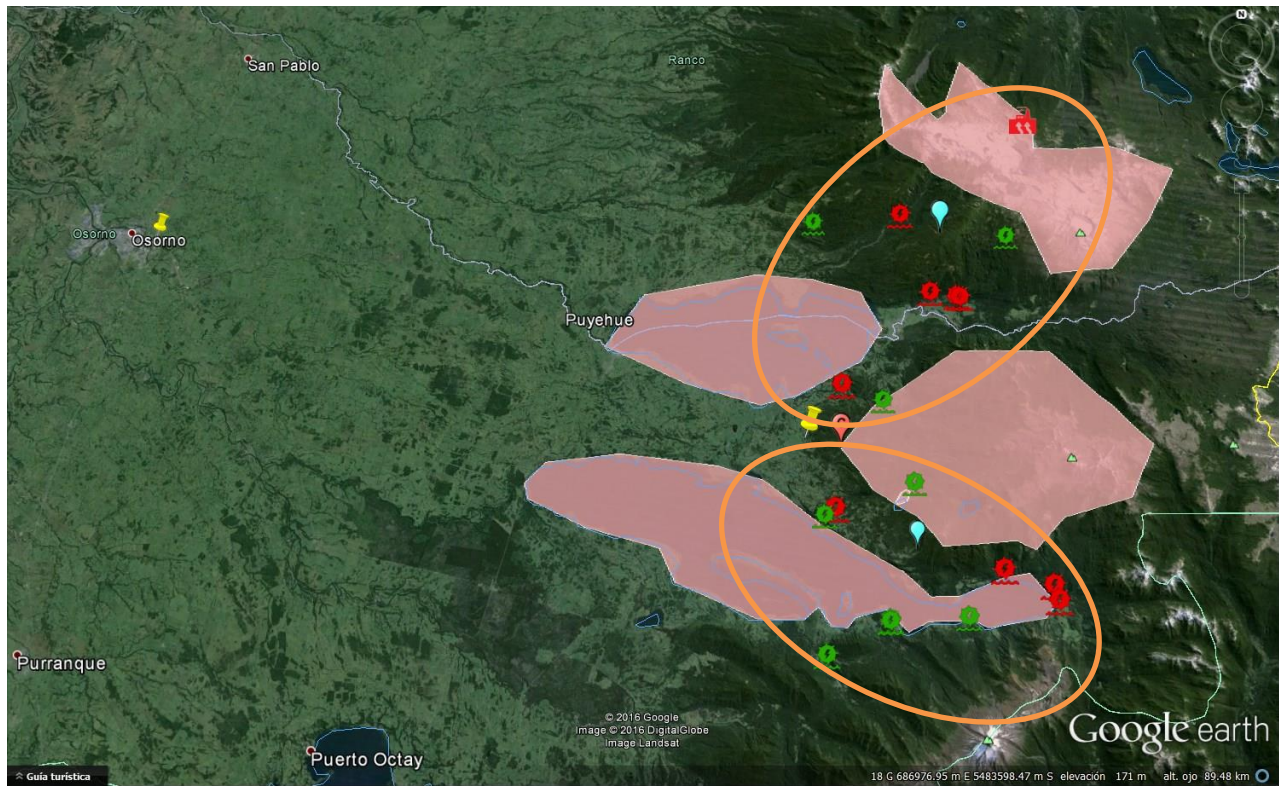 N
San Pablo
Ranco
Osorno
Osorno
Puyehue
Purranque
Puerto Octay
© 2016 Google
Image © 2016 DigitalGlobe
Image Landsat
Google earth
Guía turística
18 G 686976.95 m E 5483598.47 m S elevación 171 m alt. ojo 89.48 km